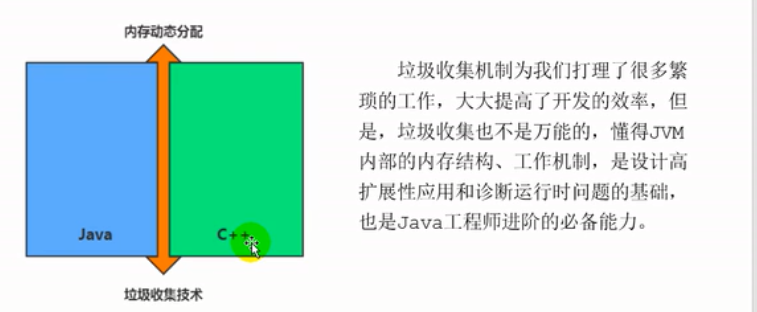 内存动态分配
Java
C++
垃圾收集技术
垃圾收集机制为我们打理了很多繁
琐的工作，大大提高了开发的效率，但
是，垃圾收集也不是万能的，懂得JVM
内部的内存结构、工作机制，是设计高
扩展性应用和诊断运行时问题的基础，
也是Java工程师进阶的必备能力。